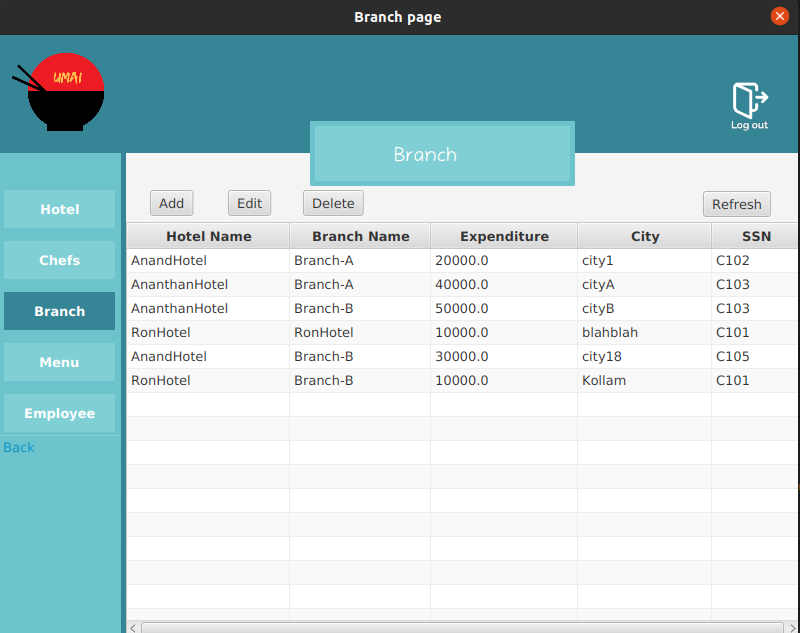 Branch page
UMAI
Log out
Branch
Add Edit Delete Refresh
Hotel
Chefs
Branch
Menu
Employee
Back
Hotel Name Branch Name Expenditure City SSN
AnandHotel Branch-A 20000.0 city1 C102
AnanthanHotel Branch-A 40000.0 cityA C103
AnanthanHotel Branch-B 50000.0 cityB C103
RonHotel RonHotel 10000.0 blahblah C101
AnandHotel Branch-B 30000.0 city18 C105
RonHotel Branch-B 10000.0 Kollam C101